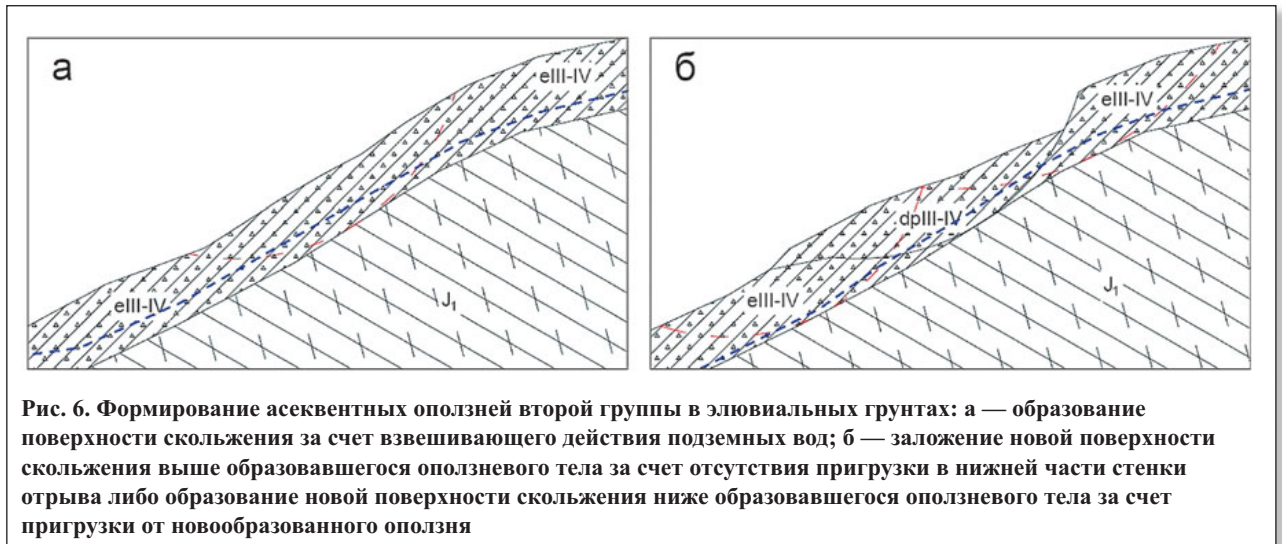 а
eIII-IV
eIII-IV
J₁
б
eIII-IV
dpIII-IV
eIII-IV
J₁
Рис. 6. Формирование асеквентных оползней второй группы в элювиальных грунтах: а — образование
поверхности скольжения за счет взвешивающего действия подземных вод; б — заложение новой поверхности
скольжения выше образовавшегося оползневого тела за счет отсутствия пригрузки в нижней части стенки
отрыва либо образование новой поверхности скольжения ниже образовавшегося оползневого тела за счет
пригрузки от новообразованного оползня